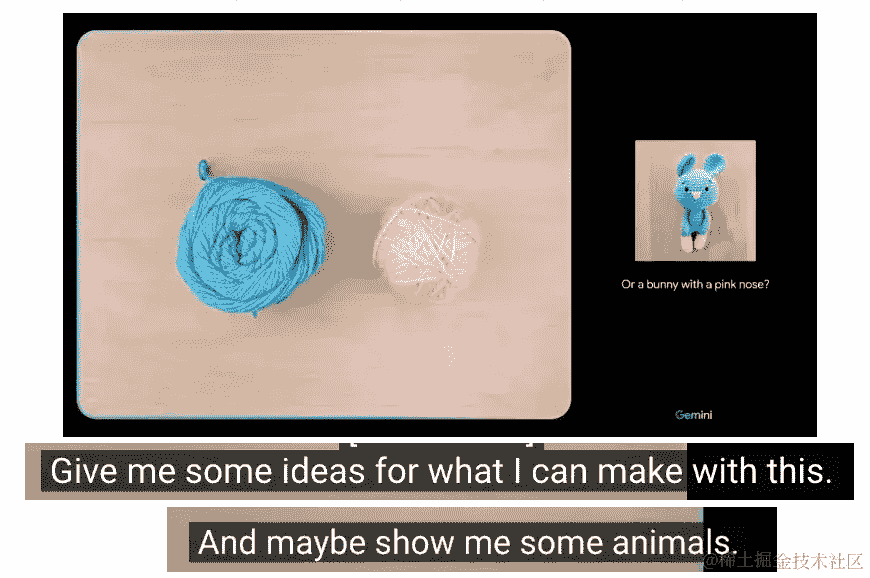 Or a bunny with a pink nose?
Gemini
Give me some ideas for what I can make with this.
And maybe show me some animals.
@稀土掘金技术社区